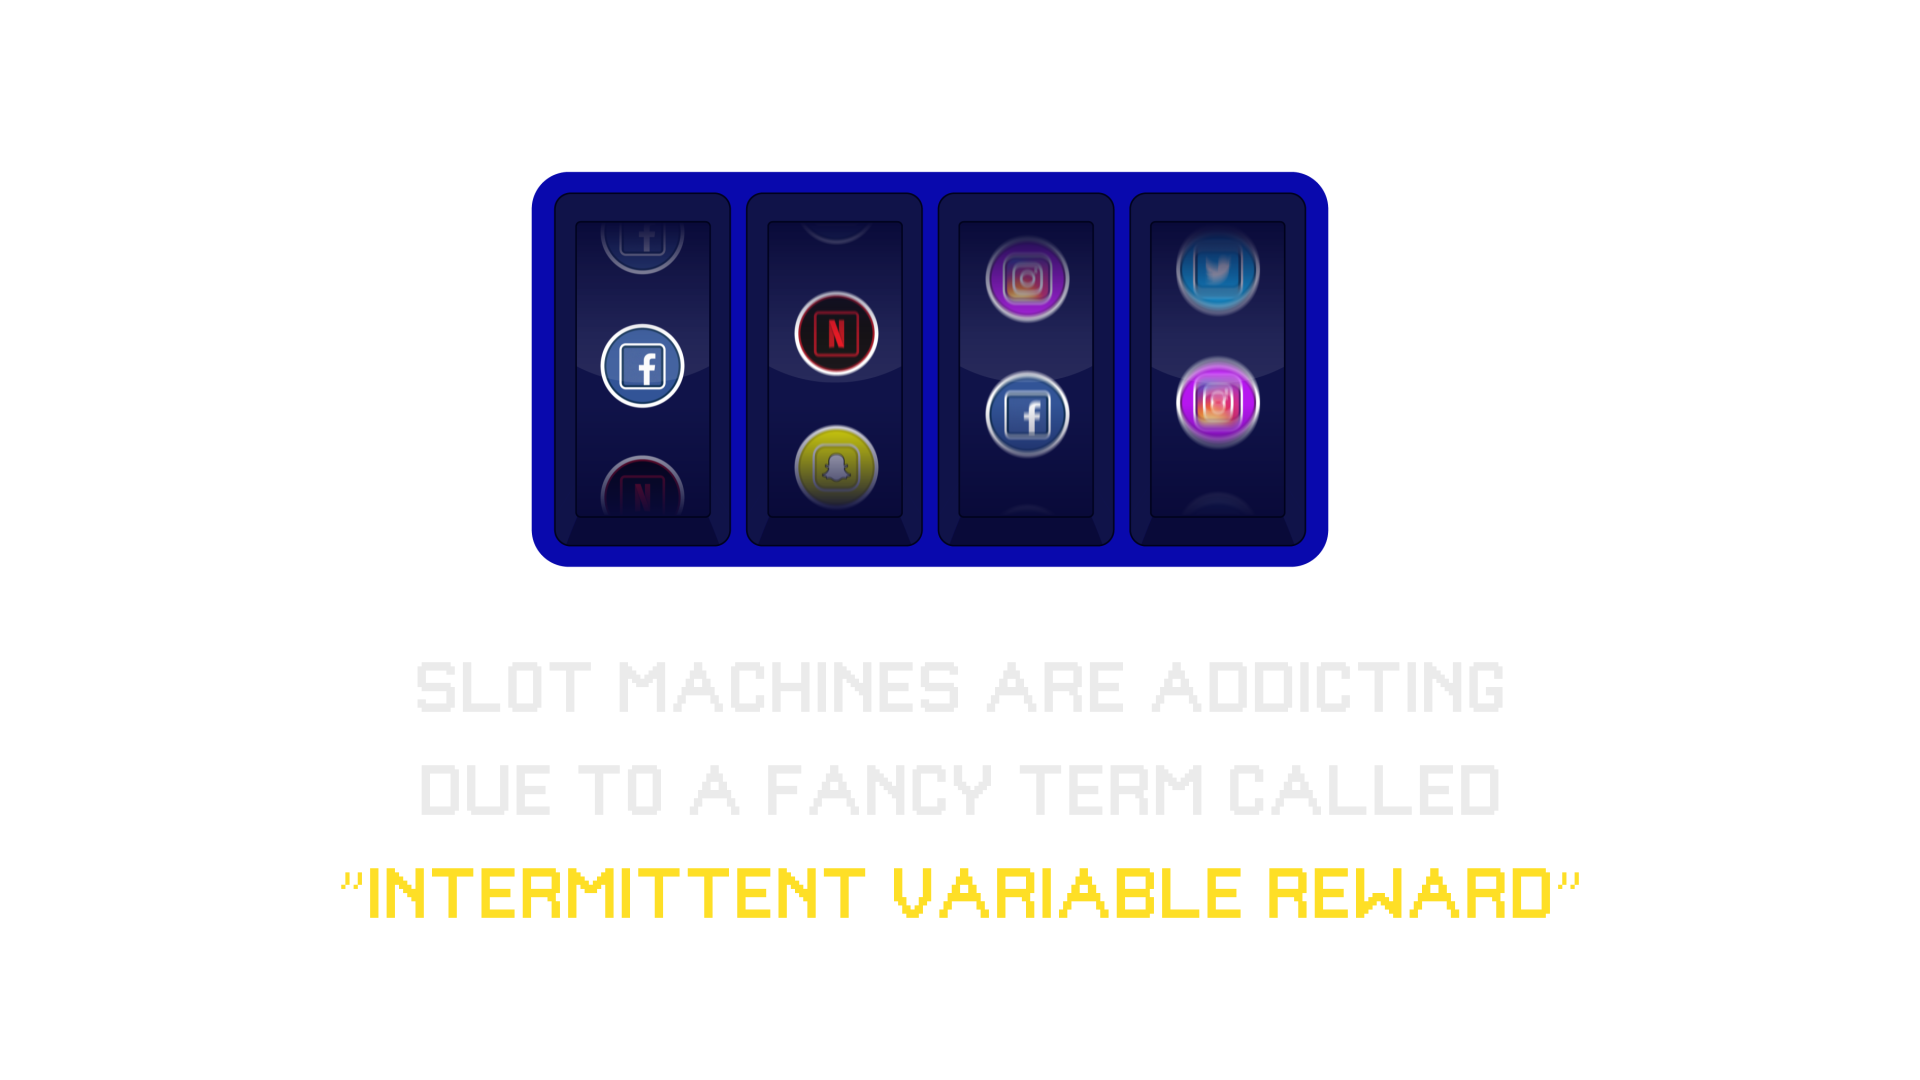 SLOT MACHINES ARE ADDICTING
DUE TO A FANCY TERM CALLED
"INTERMITTENT VARIABLE REWARD"